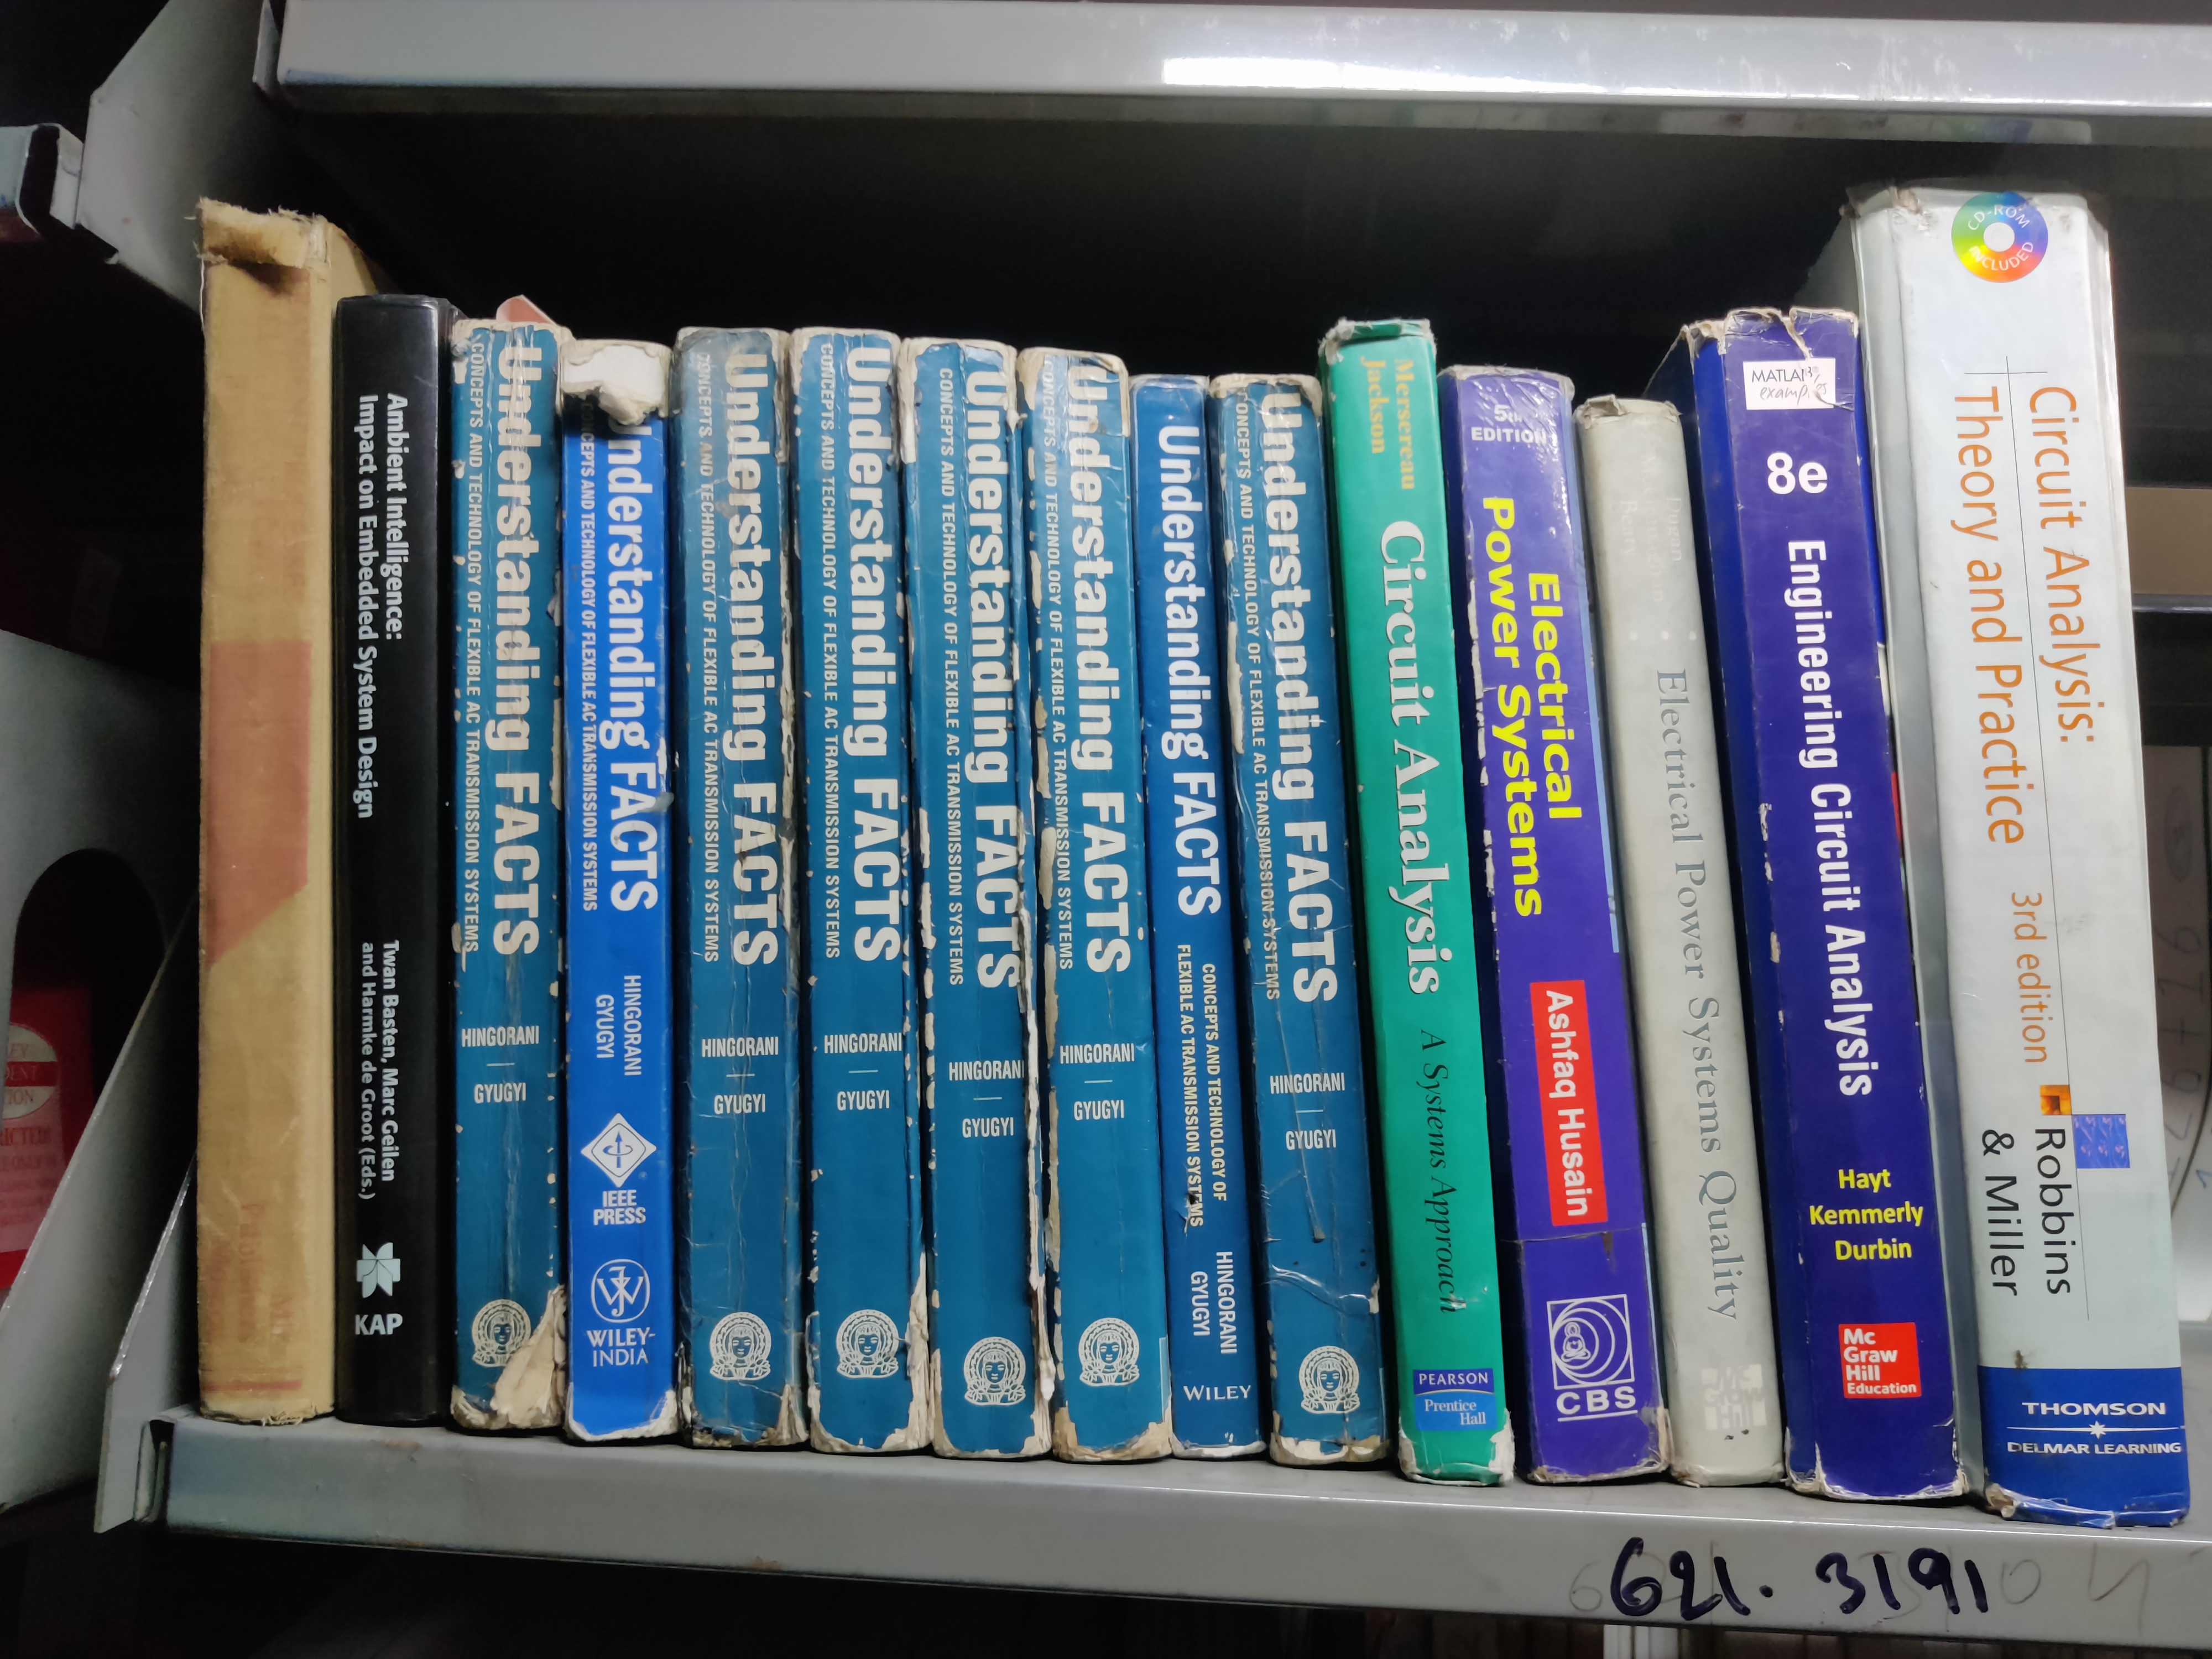 Ambient Intelligence:
Impact on Embedded System Design
Twan Basten, Marc Geilen
and Harmke de Groot (Eds.)
KAP
Understanding FACTS
CONCEPTS AND TECHNOLOGY OF FLEXIBLE AC TRANSMISSION SYSTEMS
HINGORANI
GYUGYI
Understanding FACTS
CONCEPTS AND TECHNOLOGY OF FLEXIBLE AC TRANSMISSION SYSTEMS
HINGORANI
GYUGYI
IEEE
PRESS
WILEY-
INDIA
Understanding FACTS
CONCEPTS AND TECHNOLOGY OF FLEXIBLE AC TRANSMISSION SYSTEMS
HINGORANI
GYUGYI
Understanding FACTS
CONCEPTS AND TECHNOLOGY OF FLEXIBLE AC TRANSMISSION SYSTEMS
HINGORANI
GYUGYI
Understanding FACTS
CONCEPTS AND TECHNOLOGY OF FLEXIBLE AC TRANSMISSION SYSTEMS
HINGORANI
GYUGYI
Understanding FACTS
CONCEPTS AND TECHNOLOGY OF FLEXIBLE AC TRANSMISSION SYSTEMS
HINGORANI
GYUGYI
Understanding FACTS
CONCEPTS AND TECHNOLOGY OF
FLEXIBLE AC TRANSMISSION SYSTEMS
HINGORANI
GYUGYI
WILEY
Understanding FACTS
CONCEPTS AND TECHNOLOGY OF FLEXIBLE AC TRANSMISSION SYSTEMS
HINGORANI
GYUGYI
Mersereau
Jackson
Circuit Analysis
A Systems Approach
PEARSON
Prentice
Hall
5th
EDITION
Electrical
Power Systems
Ashfaq Husain
CBS
Dugan
Beaty
Electrical Power Systems Quality
Mc
Graw
Hill
MATLAB
examples
8e
Engineering Circuit Analysis
Hayt
Kemmerly
Durbin
Mc
Graw
Hill
Education
CD-ROM
INCLUDED
Circuit Analysis:
Theory and Practice
3rd edition
Robbins
& Miller
THOMSON
DELMAR LEARNING
621.3191